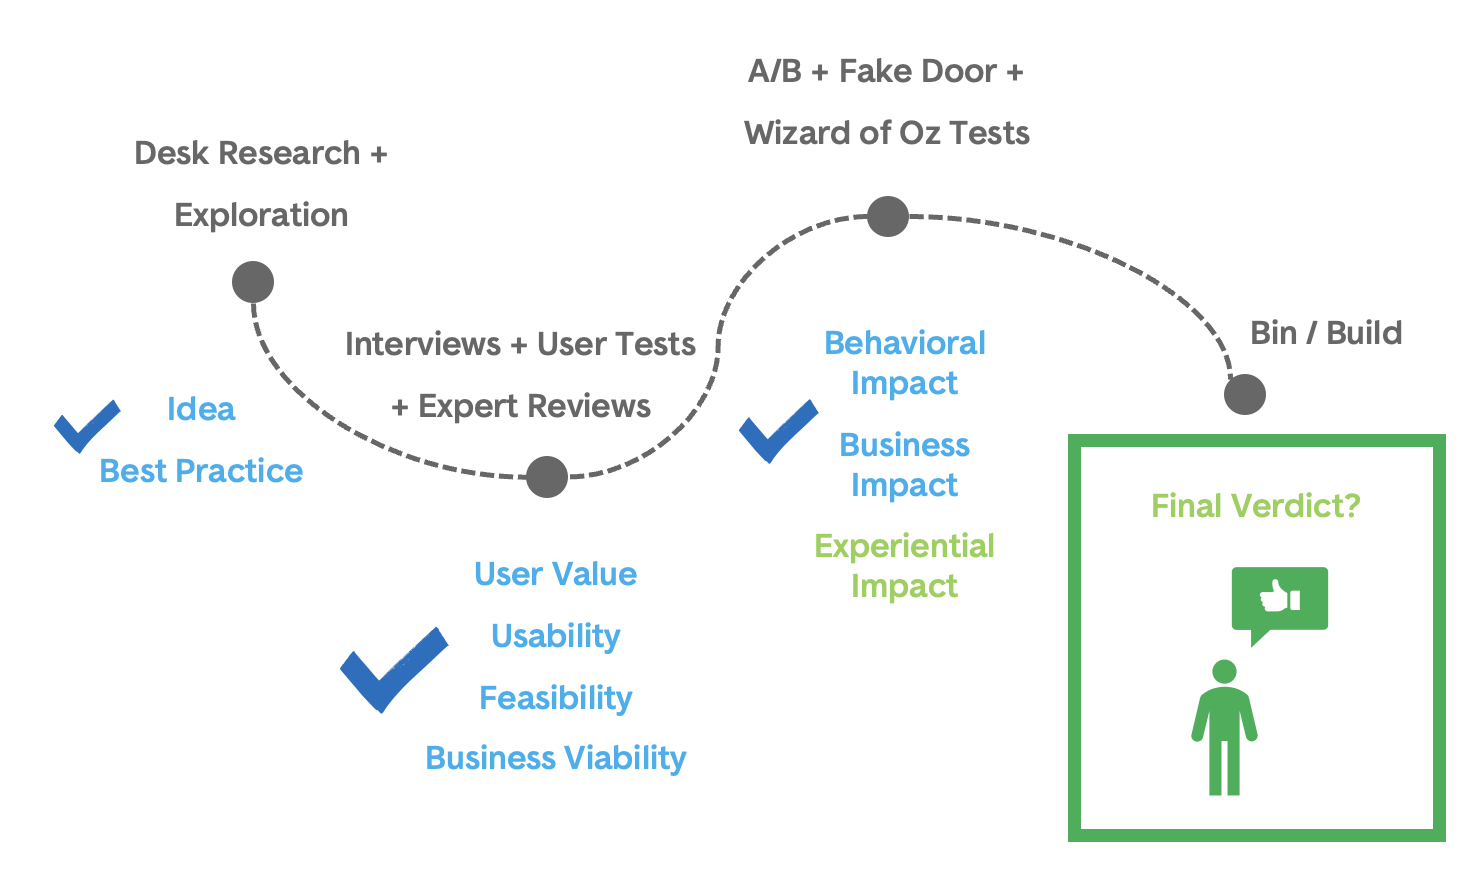 A/B + Fake Door +
Wizard of Oz Tests
Desk Research +
Exploration
Interviews + User Tests
+ Expert Reviews
Bin / Build
Idea
Best Practice
Behavioral
Impact
Business
Impact
Experiential
Impact
User Value
Usability
Feasibility
Business Viability
Final Verdict?